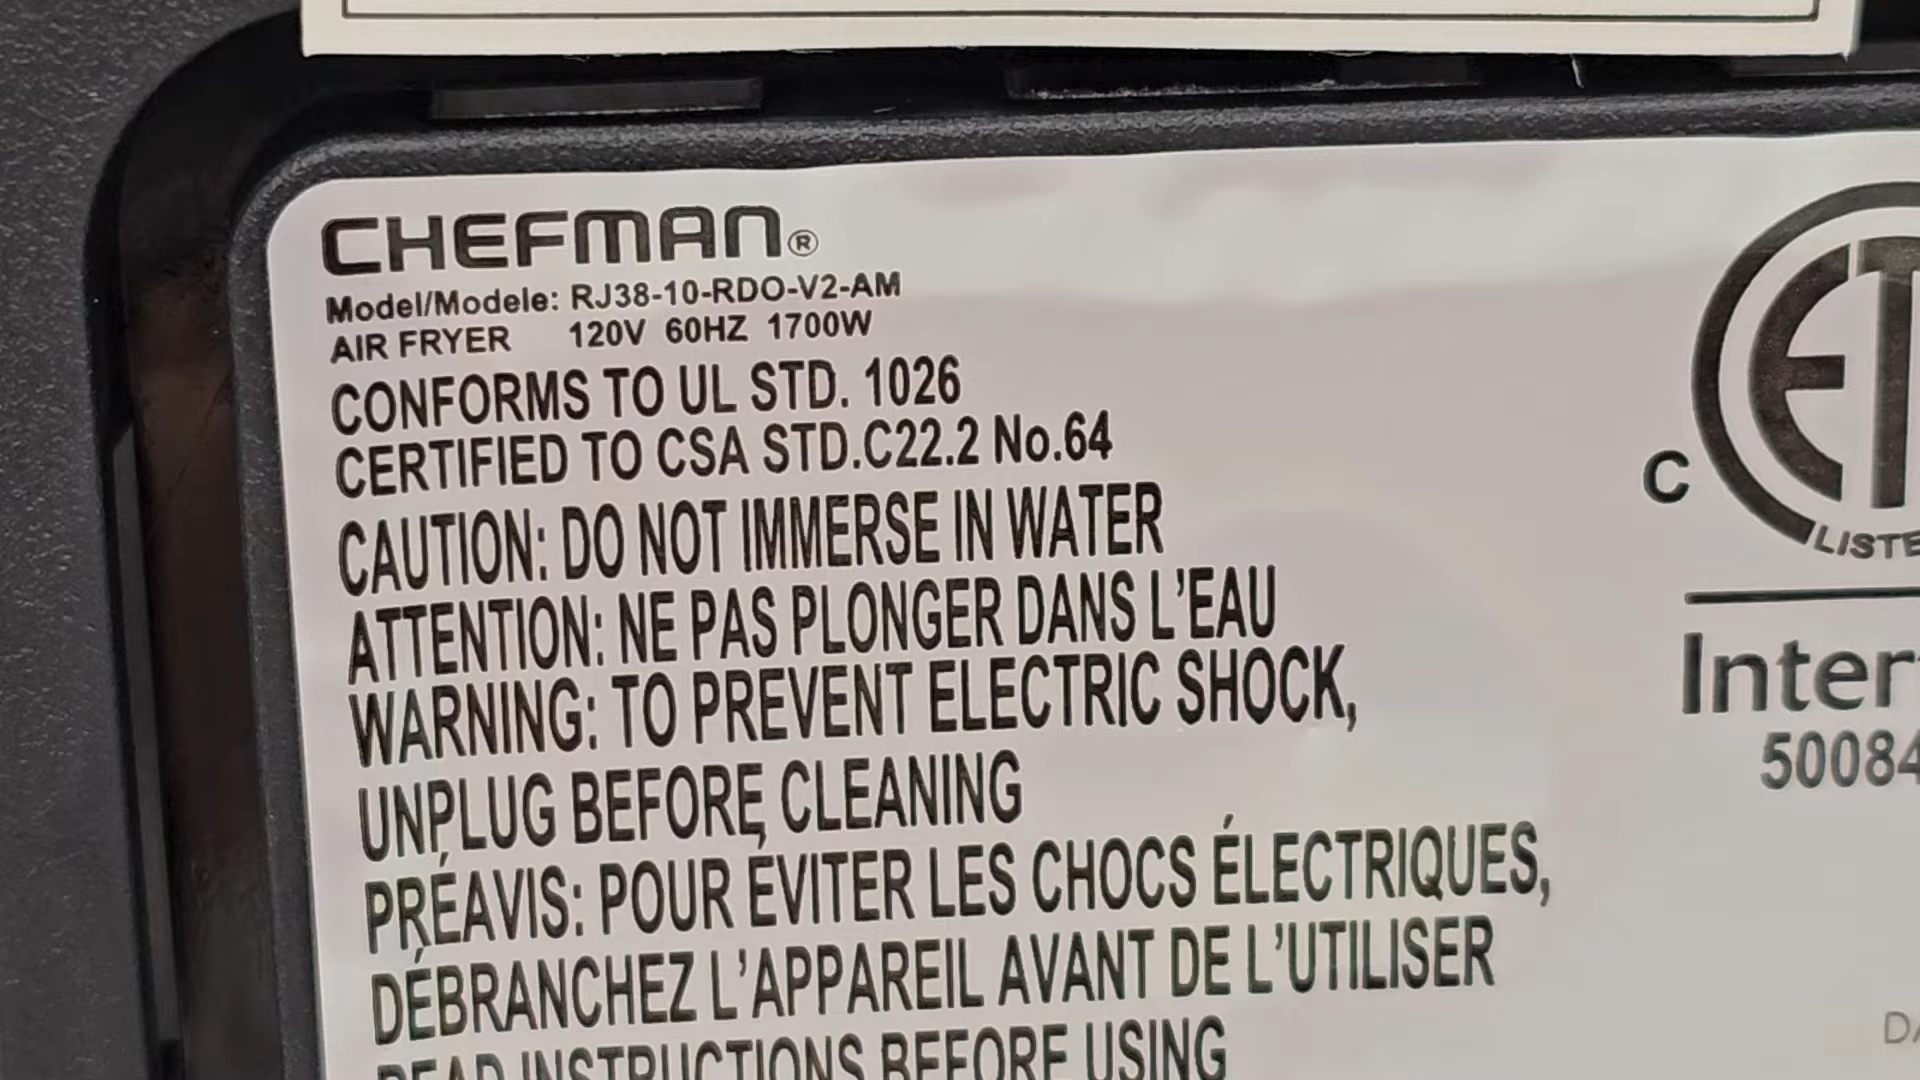 CHEFMAN®
Model/Modele: RJ38-10-RDO-V2-AM
AIR FRYER 120V 60HZ 1700W
CONFORMS TO UL STD. 1026
CERTIFIED TO CSA STD.C22.2 No.64
CAUTION: DO NOT IMMERSE IN WATER
ATTENTION: NE PAS PLONGER DANS L'EAU
WARNING: TO PREVENT ELECTRIC SHOCK,
UNPLUG BEFORE CLEANING
PRÉAVIS: POUR ÉVITER LES CHOCS ÉLECTRIQUES,
DÉBRANCHEZ L'APPAREIL AVANT DE L'UTILISER
READ INSTRUCTIONS BEFORE USING
C